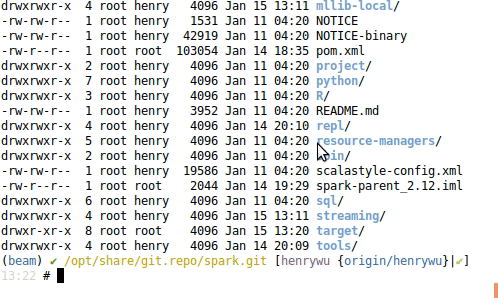 drwxrwxr-x 4 root henry 4096 Jan 15 13:11 mllib-local/
-rw-rw-r-- 1 root henry 1531 Jan 11 04:20 NOTICE
-rw-rw-r-- 1 root henry 42919 Jan 11 04:20 NOTICE-binary
-rw-r--r-- 1 root root 103054 Jan 14 18:35 pom.xml
drwxrwxr-x 2 root henry 4096 Jan 11 04:20 project/
drwxrwxr-x 7 root henry 4096 Jan 11 04:20 python/
drwxrwxr-x 3 root henry 4096 Jan 11 04:20 R/
-rw-rw-r-- 1 root henry 3952 Jan 11 04:20 README.md
drwxrwxr-x 4 root henry 4096 Jan 14 20:10 repl/
drwxrwxr-x 5 root henry 4096 Jan 11 04:20 resource-managers/
drwxrwxr-x 2 root henry 4096 Jan 11 04:20
-rw-rw-r-- 1 root henry 19586 Jan 11 04:20 scalastyle-config.xml
-rw-r--r-- 1 root root 2044 Jan 14 19:29 spark-parent_2.12.iml
drwxrwxr-x 6 root henry 4096 Jan 11 04:20 sql/
drwxrwxr-x 4 root henry 4096 Jan 15 13:11 streaming/
drwxr-xr-x 8 root root 4096 Jan 15 13:20 target/
drwxrwxr-x 4 root henry 4096 Jan 14 20:09 tools/
(beam) ✔ /opt/share/git.repo/spark.git [henrywu {origin/henrywu}|✔]
13:22 #